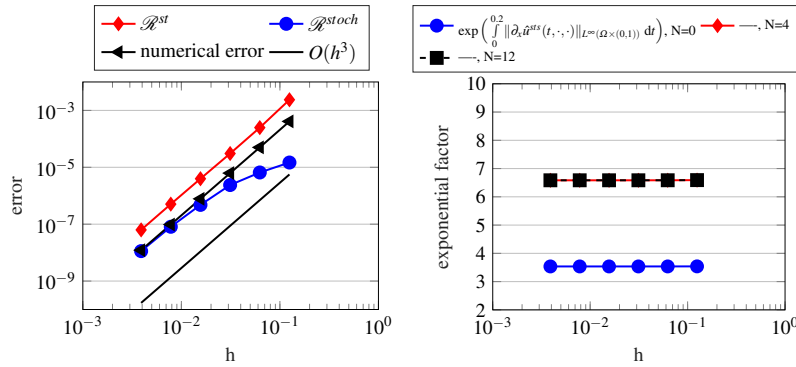 ℛ^st ℛ^stoch
numerical error O(h^3)
10^−3
10^−5
10^−7
10^−9
error
10^−3 10^−2 10^−1 10^0
h
exp(∫_0^0.2 ‖∂_x û^sts(t,·,·)‖_L^∞(Ω×(0,1)) dt), N=0 —-, N=4
—-, N=12
10
9
8
7
6
5
4
3
2
exponential factor
10^−3 10^−2 10^−1 10^0
h